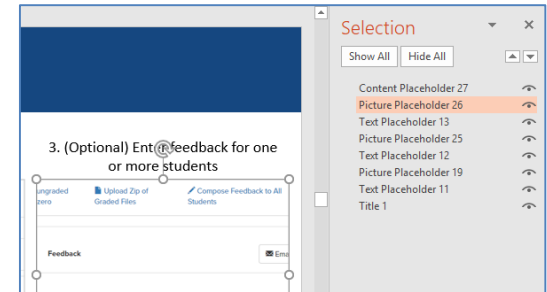 3. (Optional) Enter feedback for one
or more students
ungraded
zero
Upload Zip of
Graded Files
Compose Feedback to All
Students
Feedback
Selection
Show All
Hide All
Content Placeholder 27
Picture Placeholder 26
Text Placeholder 13
Picture Placeholder 25
Text Placeholder 12
Picture Placeholder 19
Text Placeholder 11
Title 1